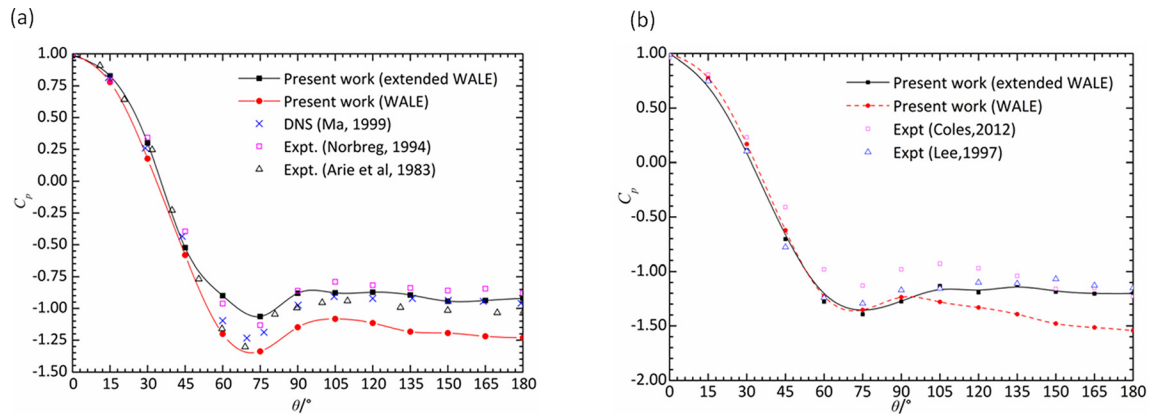 (a)
1.00
0.75
0.50
0.25
0.00
-0.25
-0.50
-0.75
-1.00
-1.25
-1.50
Cp
Present work (extended WALE)
Present work (WALE)
DNS (Ma, 1999)
Expt. (Norbreg, 1994)
Expt. (Arie et al, 1983)
0 15 30 45 60 75 90 105 120 135 150 165 180
θ/°
(b)
1.00
0.50
0.00
-0.50
-1.00
-1.50
-2.00
Cp
Present work (extended WALE)
Present work (WALE)
Expt (Coles,2012)
Expt (Lee,1997)
0 15 30 45 60 75 90 105 120 135 150 165 180
θ/°